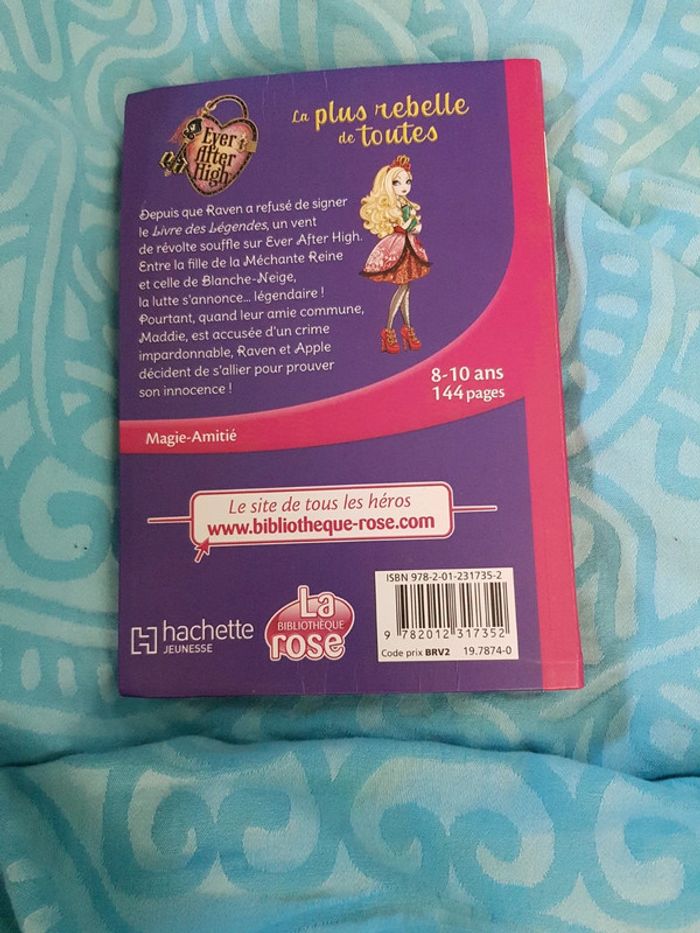 Ever
After
High
La plus rebelle
de toutes
Depuis que Raven a refusé de signer
le Livre des Légendes, un vent
de révolte souffle sur Ever After High.
Entre la fille de la Méchante Reine
et celle de Blanche-Neige,
la lutte s'annonce... légendaire !
Pourtant, quand leur amie commune,
Maddie, est accusée d'un crime
impardonnable, Raven et Apple
décident de s'allier pour prouver
son innocence !
8-10 ans
144 pages
Magie-Amitié
Le site de tous les héros
www.bibliotheque-rose.com
hachette
JEUNESSE
La
BIBLIOTHÈQUE
rose
ISBN 978-2-01-231735-2
9 782012 317352
Code prix BRV2 19.7874-0